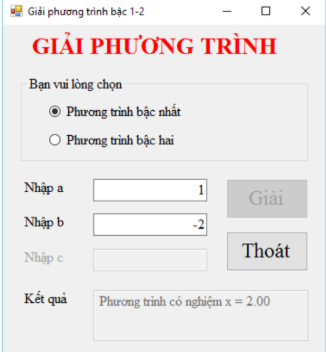 Giải phương trình bậc 1-2
GIẢI PHƯƠNG TRÌNH
Bạn vui lòng chọn
Phương trình bậc nhất
Phương trình bậc hai
Nhập a
1
Giải
Nhập b
-2
Nhập c
Thoát
Kết quả
Phương trình có nghiệm x = 2.00